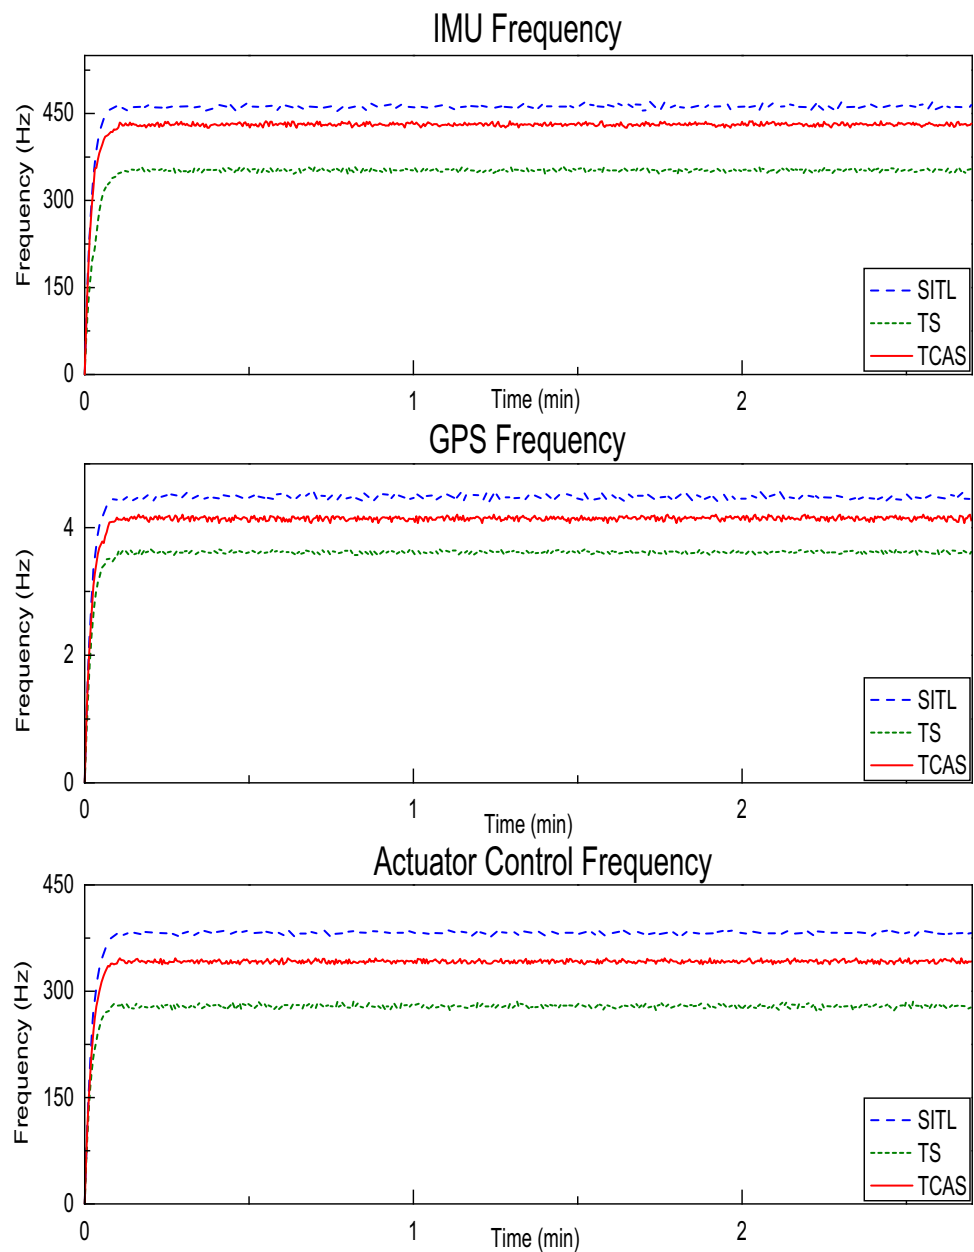 IMU Frequency
Frequency (Hz)
450
300
150
0
SITL
TS
TCAS
0
1
2
Time (min)
GPS Frequency
Frequency (Hz)
4
2
0
SITL
TS
TCAS
0
1
2
Time (min)
Actuator Control Frequency
Frequency (Hz)
450
300
150
0
SITL
TS
TCAS
0
1
2
Time (min)